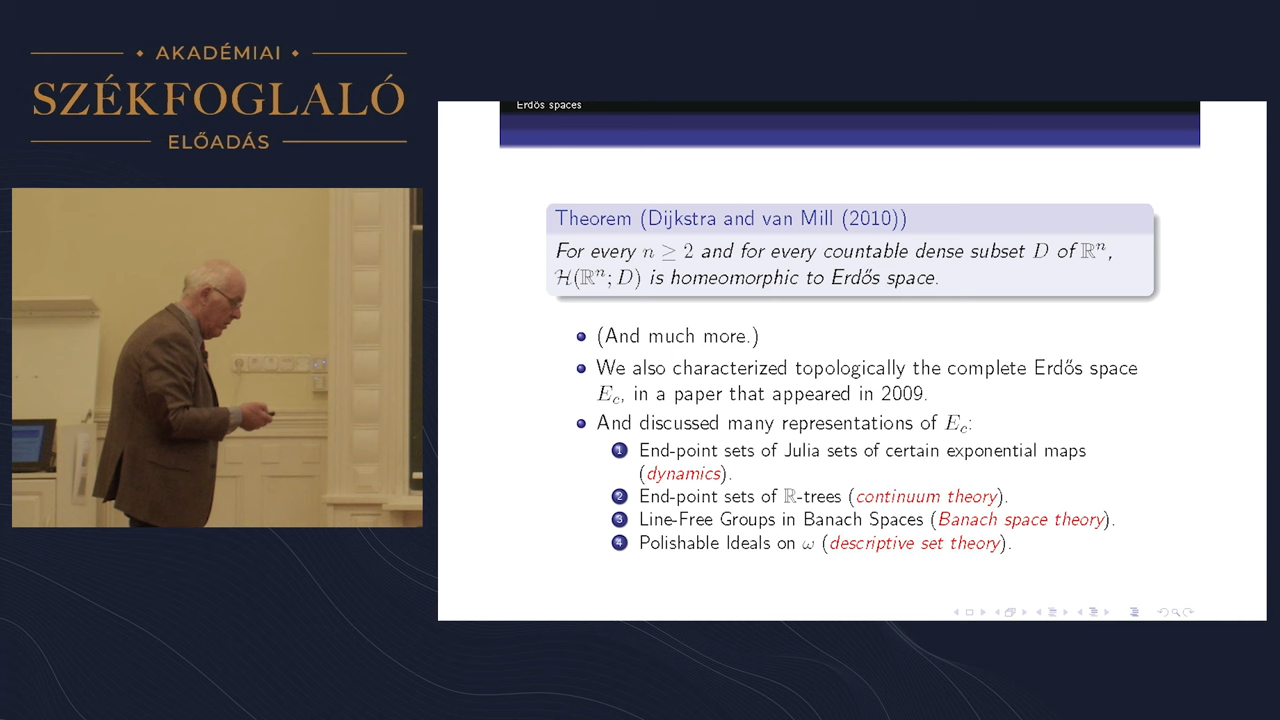 AKADÉMIAI
SZÉKFOGLALÓ
ELŐADÁS
Erdős spaces
Theorem (Dijkstra and van Mill (2010))
For every n ≥ 2 and for every countable dense subset D of ℝⁿ,
ℋ(ℝⁿ; D) is homeomorphic to Erdős space.
(And much more.)
We also characterized topologically the complete Erdős space
E_c, in a paper that appeared in 2009.
And discussed many representations of E_c:
1 End-point sets of Julia sets of certain exponential maps
(dynamics).
2 End-point sets of ℝ-trees (continuum theory).
3 Line-Free Groups in Banach Spaces (Banach space theory).
4 Polishable Ideals on ω (descriptive set theory).